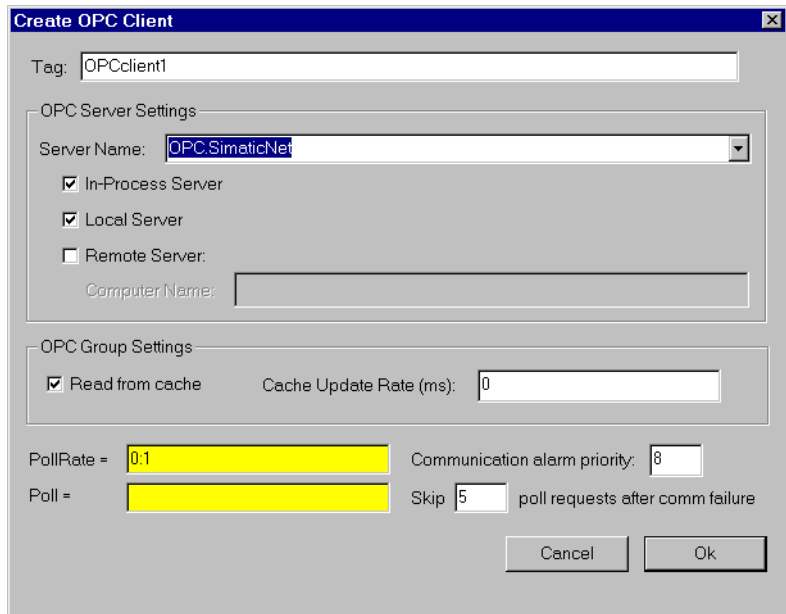 Create OPC Client
Tag: OPCclient1
OPC Server Settings
Server Name: OPC.SimaticNet
In-Process Server
Local Server
Remote Server:
Computer Name:
OPC Group Settings
Read from cache Cache Update Rate (ms): 0
PollRate = 0:1 Communication alarm priority: 8
Poll = Skip 5 poll requests after comm failure
Cancel Ok